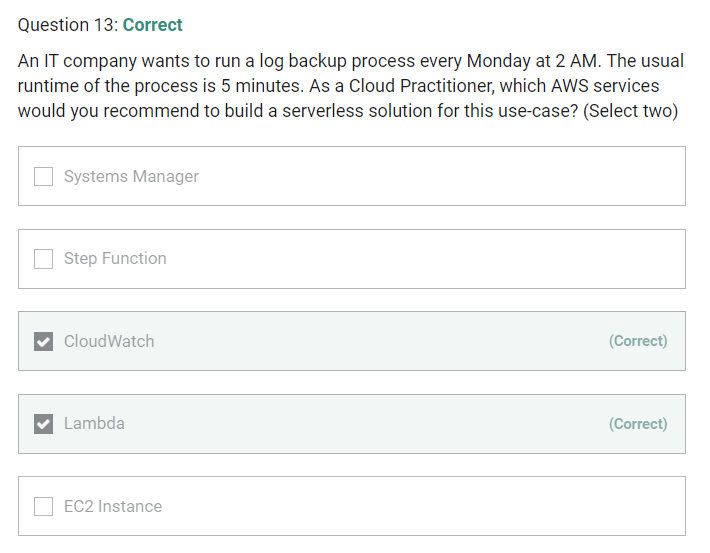 Question 13: Correct
An IT company wants to run a log backup process every Monday at 2 AM. The usual
runtime of the process is 5 minutes. As a Cloud Practitioner, which AWS services
would you recommend to build a serverless solution for this use-case? (Select two)
Systems Manager
Step Function
CloudWatch (Correct)
Lambda (Correct)
EC2 Instance